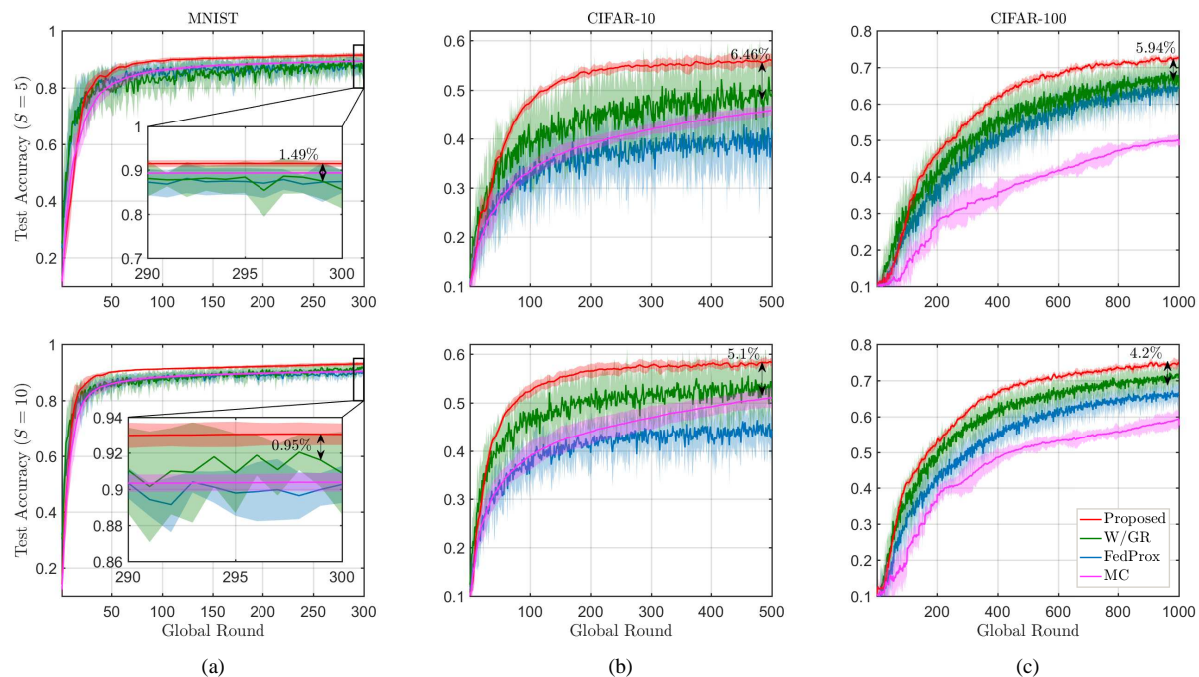 MNIST
CIFAR-10
CIFAR-100
Test Accuracy (S = 5)
1
0.8
0.6
0.4
0.2
50 100 150 200 250 300
1
0.9
0.8
0.7
290 295 300
1.49%
0.6
0.5
0.4
0.3
0.1
100 200 300 400 500
6.46%
0.8
0.7
0.6
0.5
0.4
0.3
0.1
200 400 600 800 1000
5.94%
Test Accuracy (S = 10)
1
0.8
0.6
0.4
0.2
50 100 150 200 250 300
Global Round
0.94
0.92
0.9
0.88
0.86
290 295 300
0.95%
0.6
0.5
0.4
0.3
0.1
100 200 300 400 500
Global Round
5.1%
0.8
0.7
0.6
0.5
0.4
0.3
0.1
200 400 600 800 1000
Global Round
4.2%
Proposed
W/GR
FedProx
MC
(a)
(b)
(c)